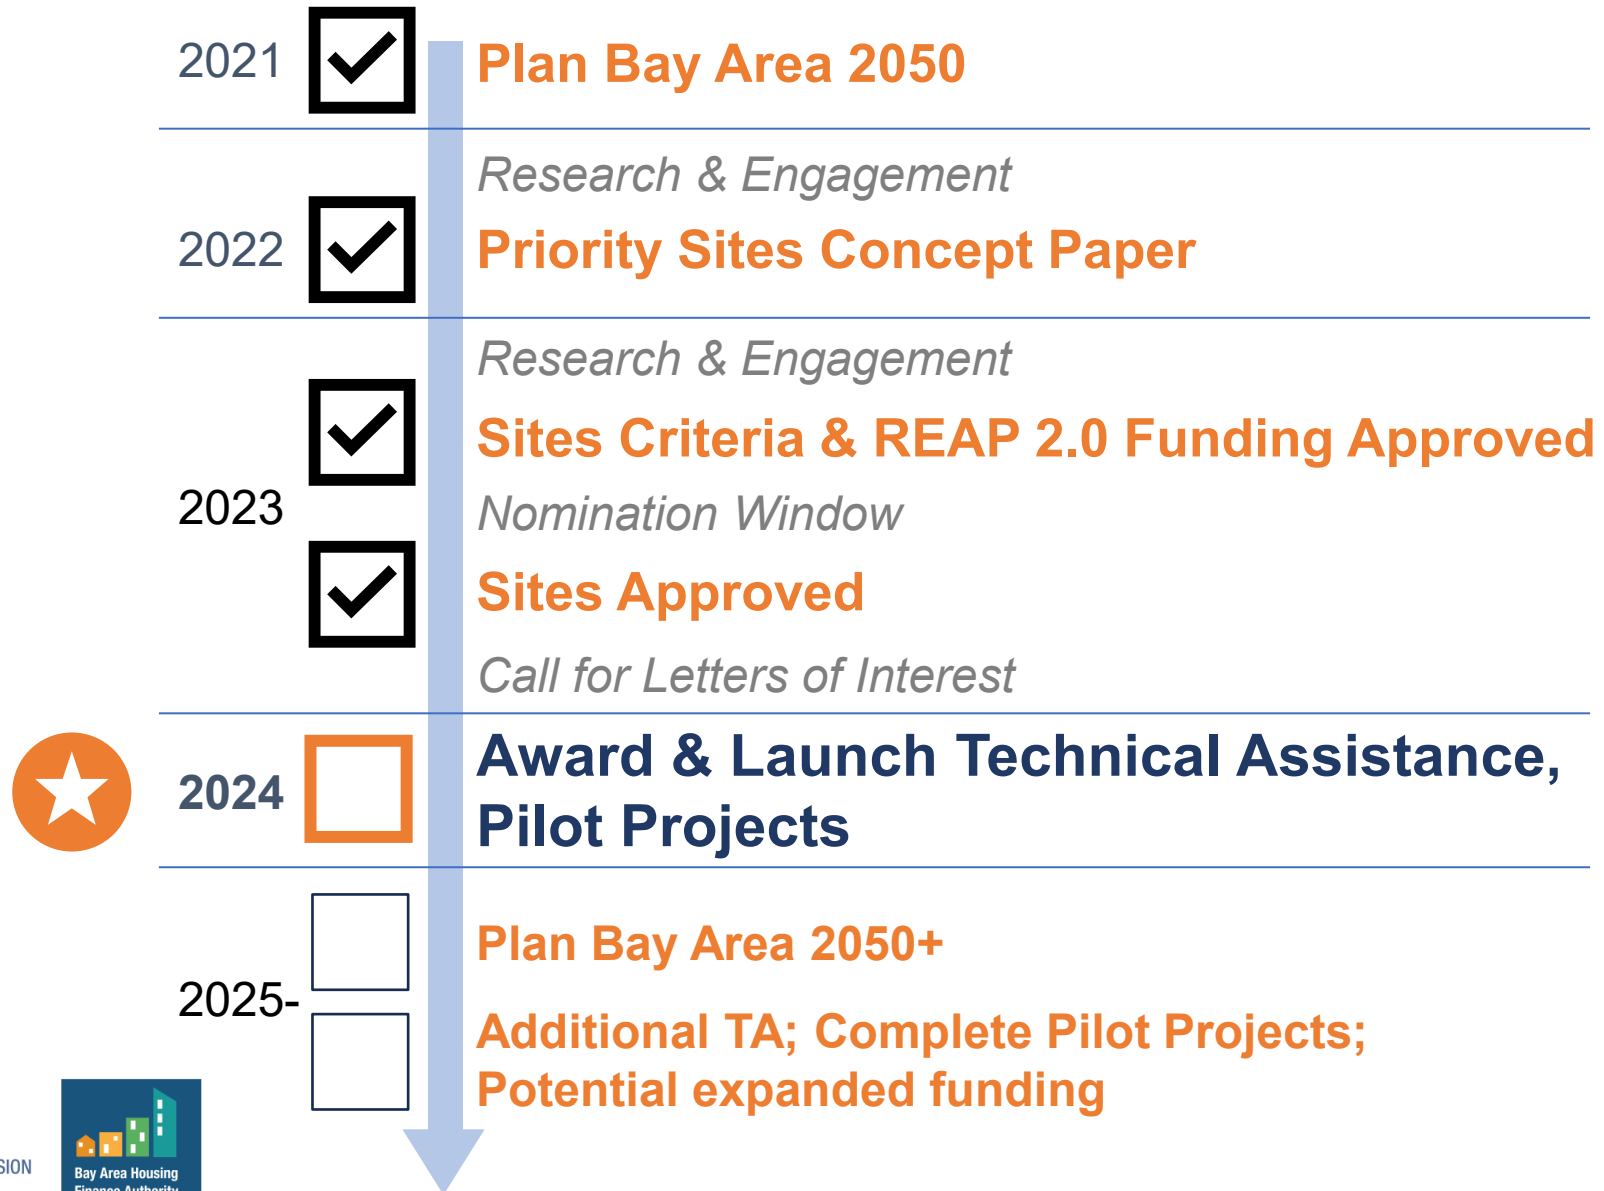 2021
Plan Bay Area 2050
Research & Engagement
2022
Priority Sites Concept Paper
Research & Engagement
Sites Criteria & REAP 2.0 Funding Approved
2023
Nomination Window
Sites Approved
Call for Letters of Interest
2024
Award & Launch Technical Assistance,
Pilot Projects
Plan Bay Area 2050+
2025-
Additional TA; Complete Pilot Projects;
Potential expanded funding
Bay Area Housing
Finance Authority